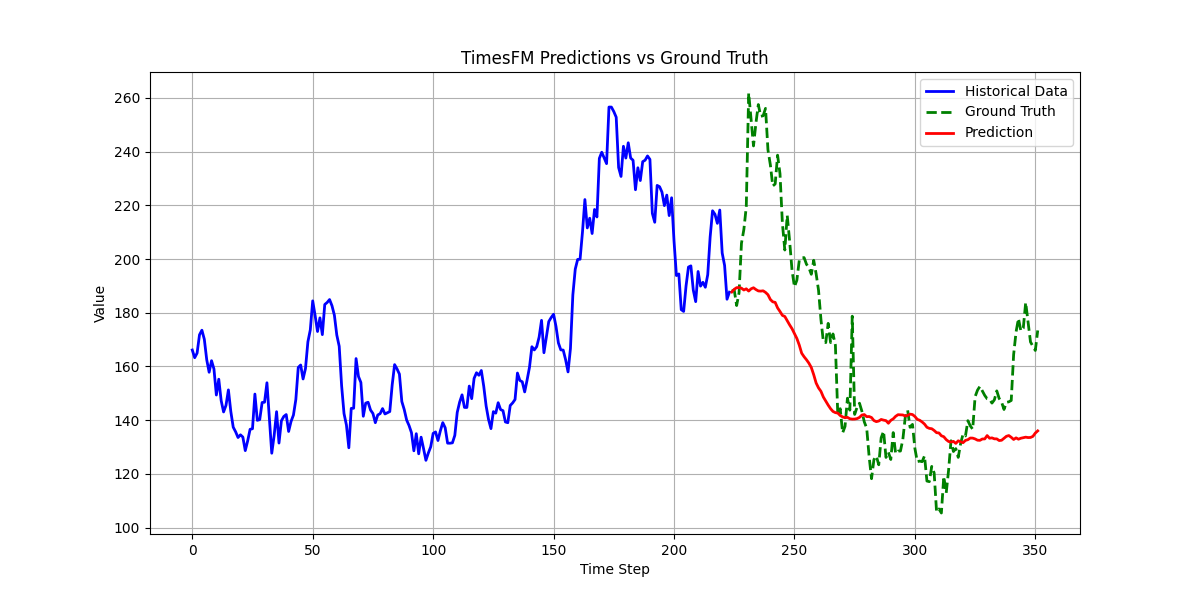 TimesFM Predictions vs Ground Truth
Historical Data
Ground Truth
Prediction
260
240
220
200
180
160
140
120
100
Value
0 50 100 150 200 250 300 350
Time Step